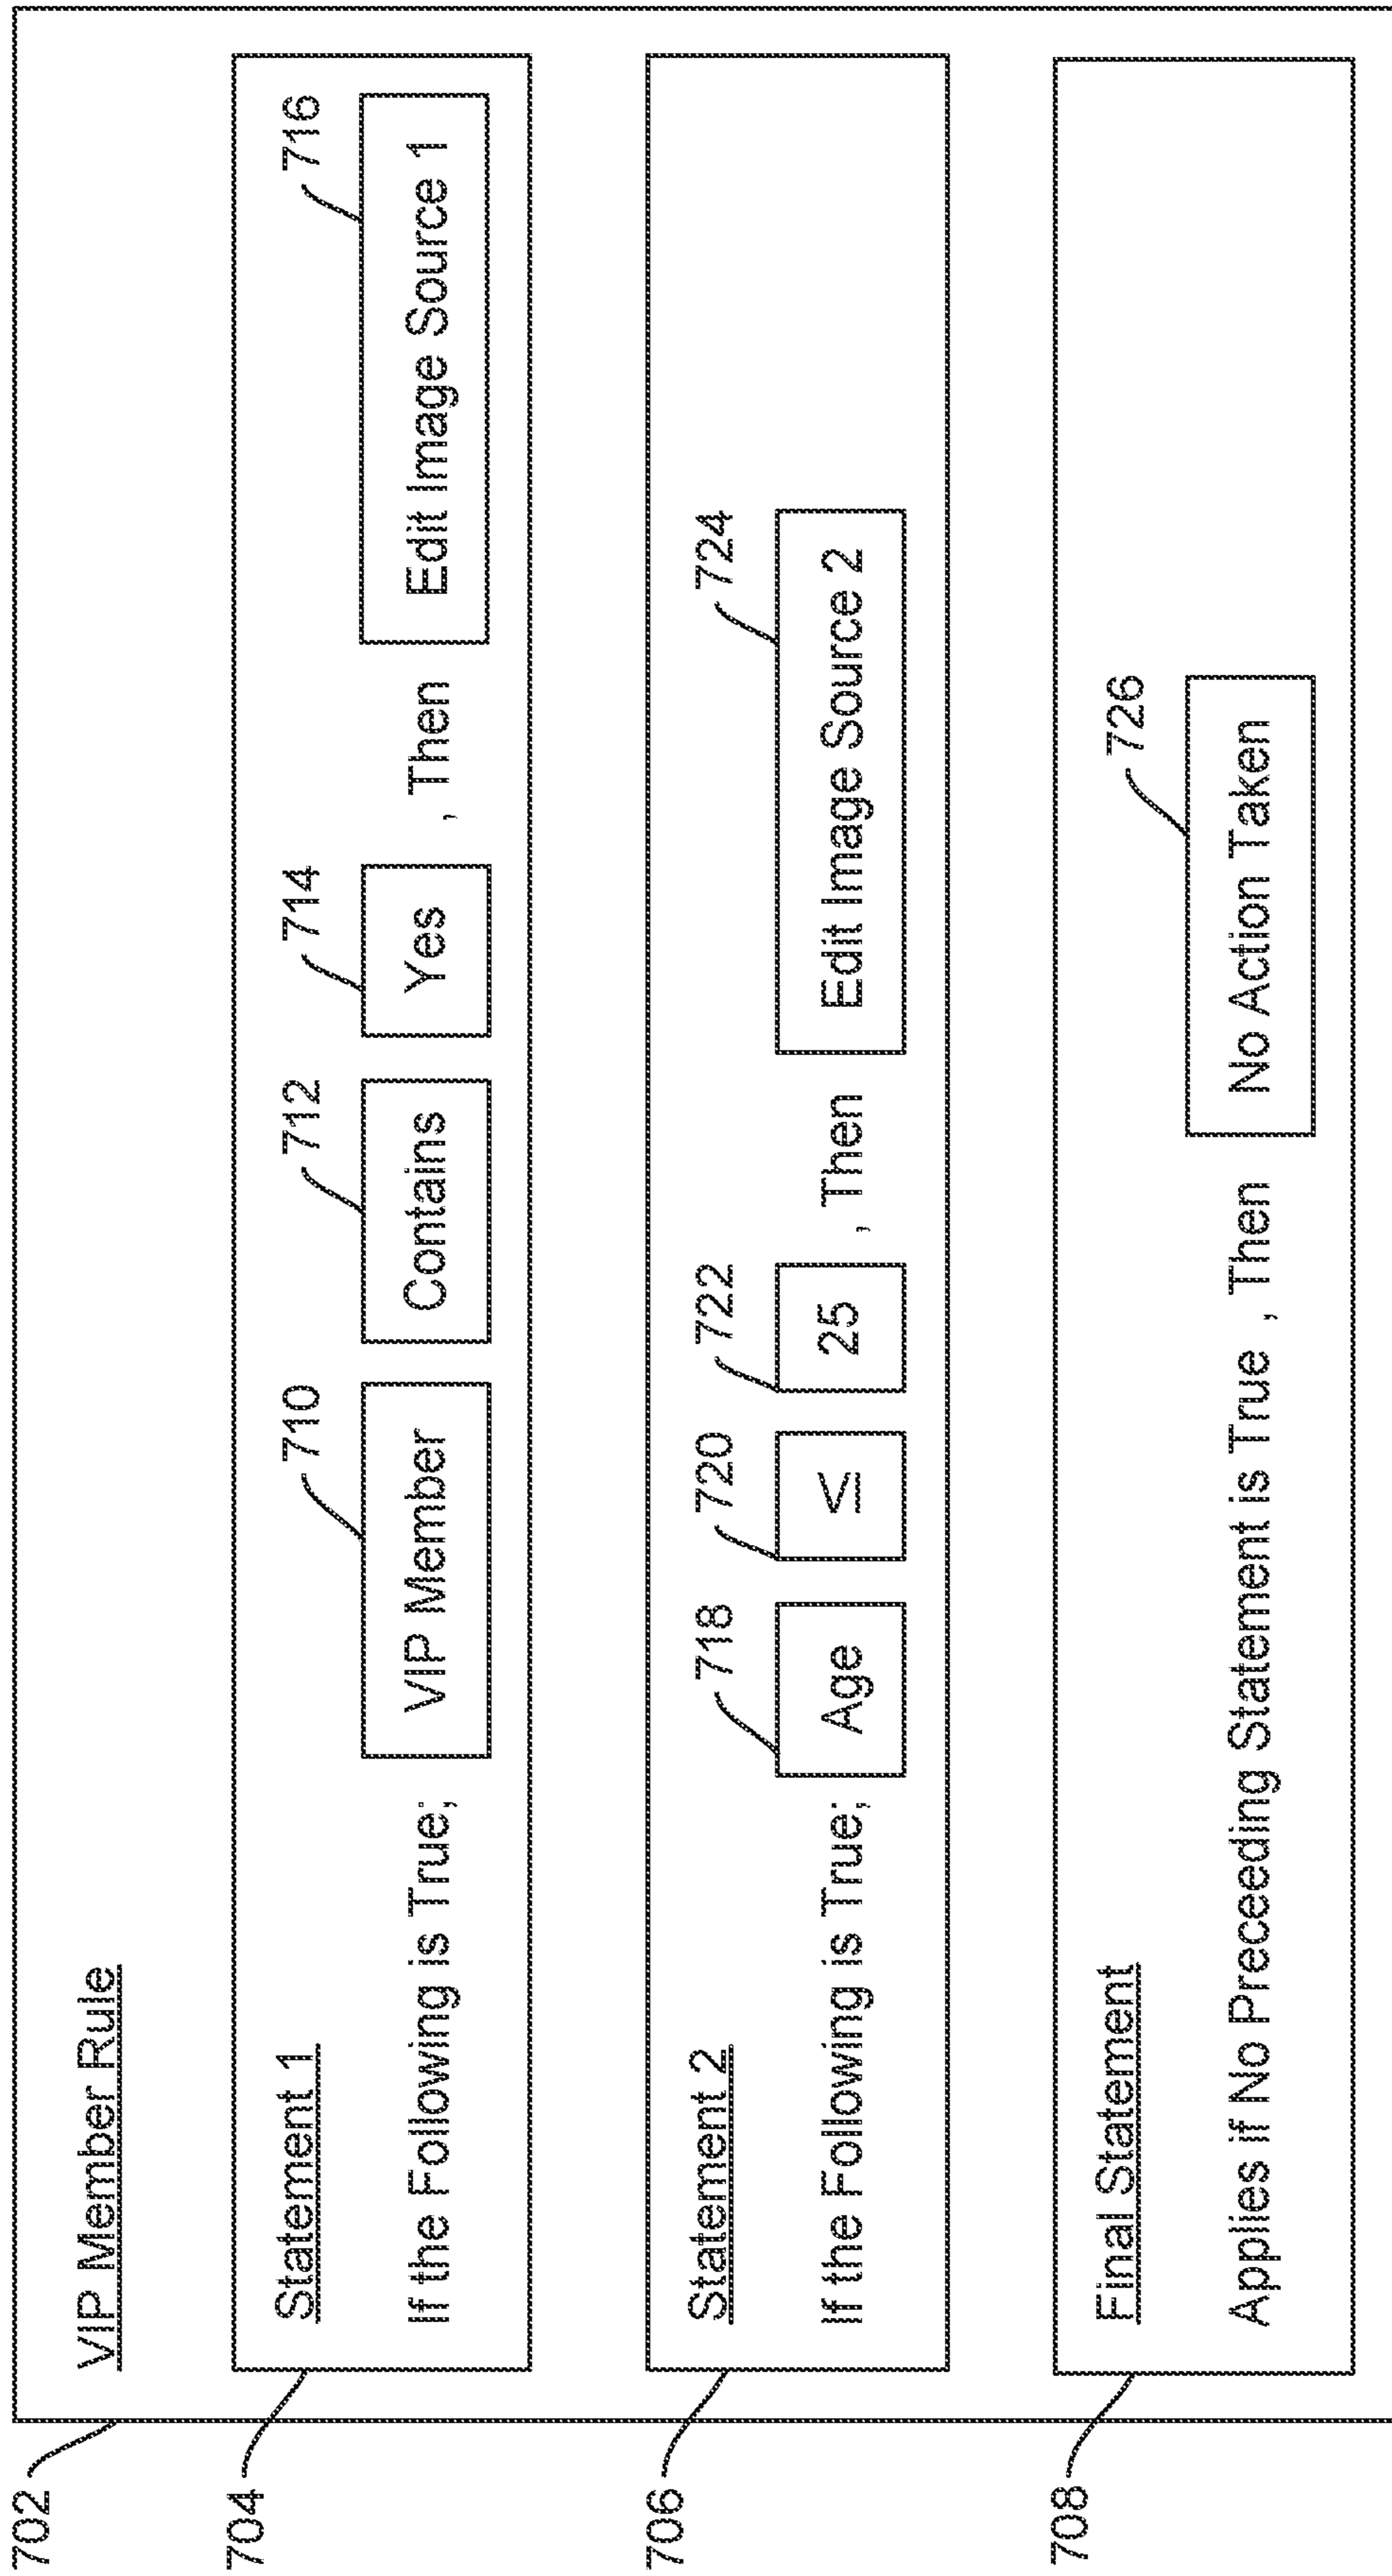 702
VIP Member Rule
704
Statement 1
710 712 714 716
If the Following is True; VIP Member Contains Yes , Then Edit Image Source 1
706
Statement 2
718 720 722 724
If the Following is True; Age ≤ 25 , Then Edit Image Source 2
708
Final Statement
726
Applies if No Preceeding Statement is True , Then No Action Taken